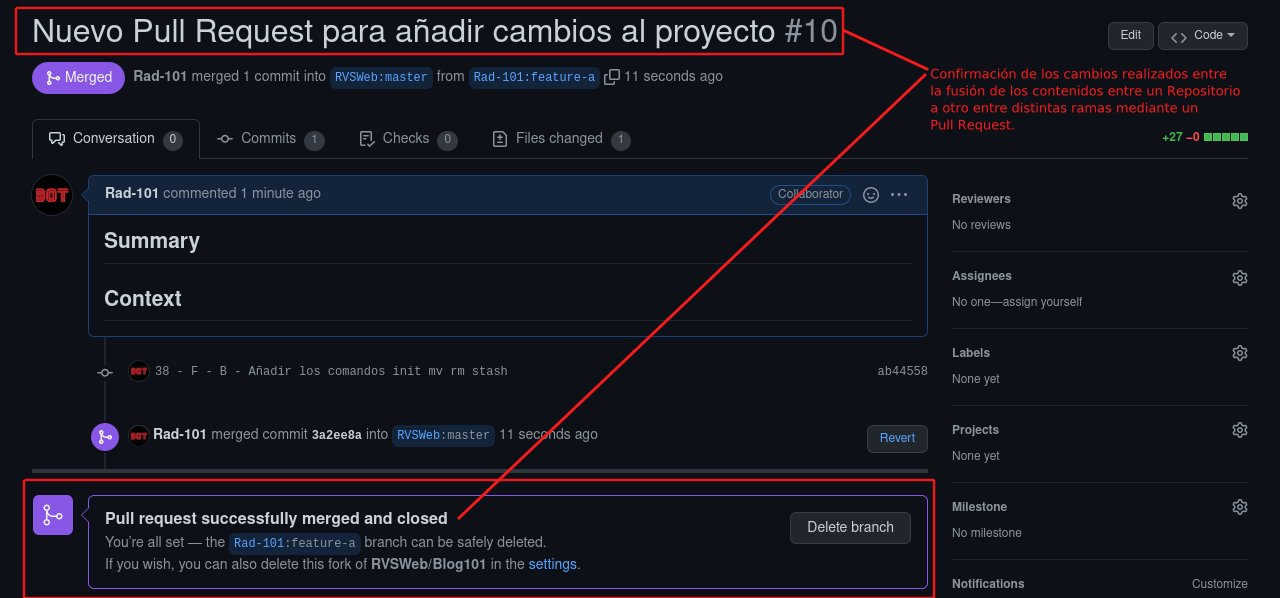 Nuevo Pull Request para añadir cambios al proyecto #10
Edit
Code
Merged
Rad-101 merged 1 commit into RVSWeb:master from Rad-101:feature-a 11 seconds ago
Confirmación de los cambios realizados entre
la fusión de los contenidos entre un Repositorio
a otro entre distintas ramas mediante un
Pull Request.
Conversation 0
Commits 1
Checks 0
Files changed 1
+27 −0
BOT
Rad-101 commented 1 minute ago
Collaborator
Summary
Context
BOT 38 - F - B - Añadir los comandos init mv rm stash ab44558
BOT Rad-101 merged commit 3a2ee8a into RVSWeb:master 11 seconds ago
Revert
Pull request successfully merged and closed
You're all set — the Rad-101:feature-a branch can be safely deleted.
If you wish, you can also delete this fork of RVSWeb/Blog101 in the settings.
Delete branch
Reviewers
No reviews
Assignees
No one—assign yourself
Labels
None yet
Projects
None yet
Milestone
No milestone
Notifications
Customize